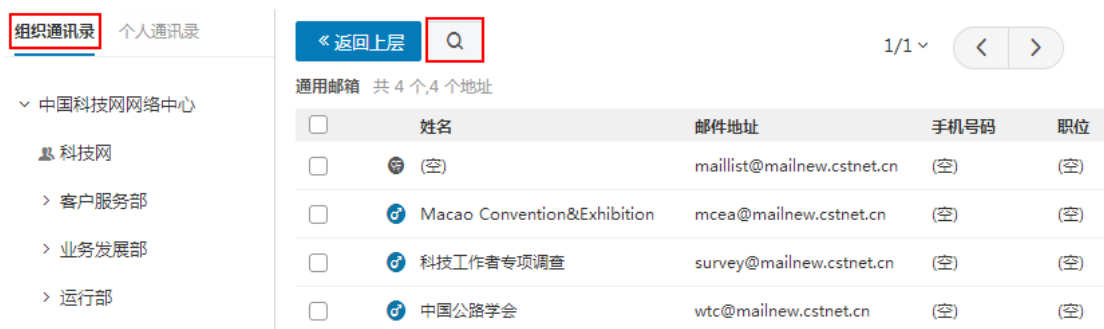 组织通讯录 个人通讯录
中国科技网网络中心
科技网
客户服务部
业务发展部
运行部
«返回上层 1/1
通用邮箱 共 4 个,4 个地址
姓名 邮件地址 手机号码 职位
(空) maillist@mailnew.cstnet.cn (空) (空)
Macao Convention&Exhibition mcea@mailnew.cstnet.cn (空) (空)
科技工作者专项调查 survey@mailnew.cstnet.cn (空) (空)
中国公路学会 wtc@mailnew.cstnet.cn (空) (空)